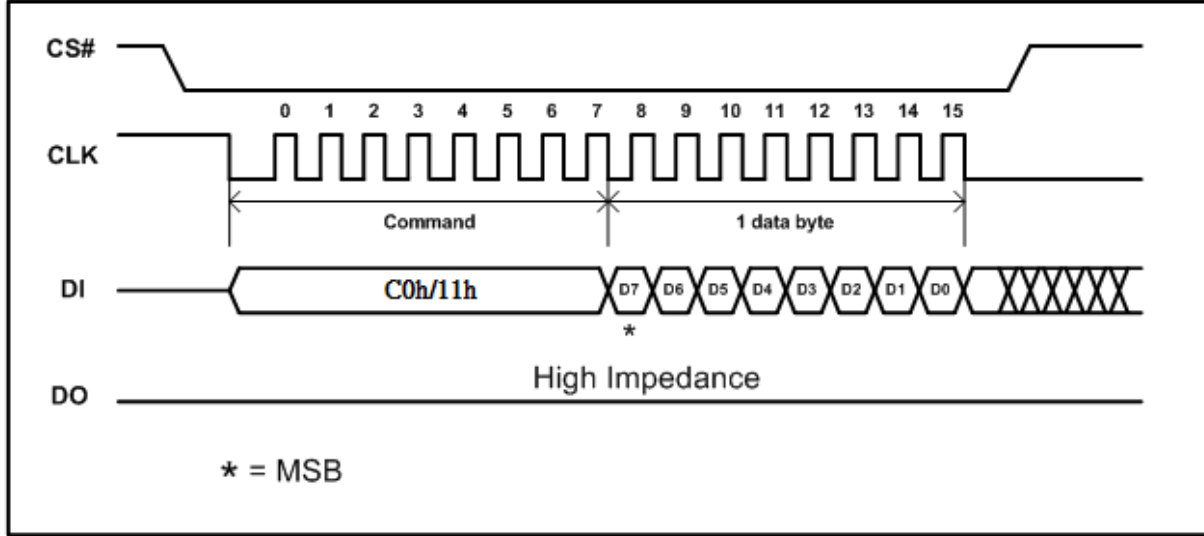 CS#
0 1 2 3 4 5 6 7 8 9 10 11 12 13 14 15
CLK
Command 1 data byte
DI C0h/11h D7 D6 D5 D4 D3 D2 D1 D0
*
High Impedance
DO
* = MSB